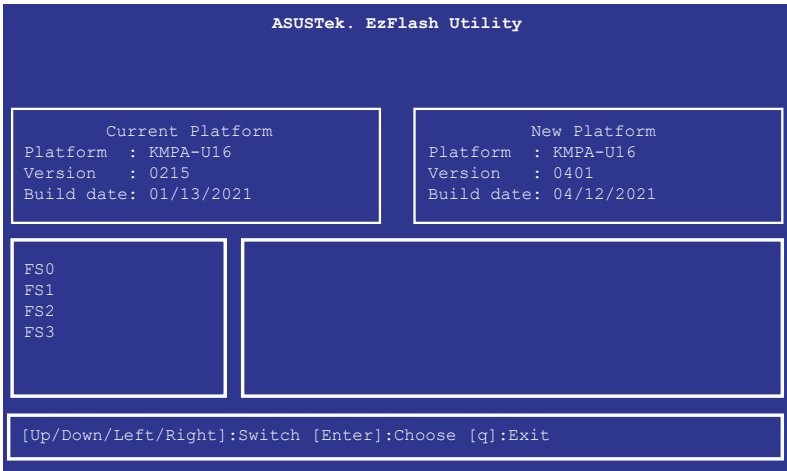 ASUSTek. EzFlash Utility
Current Platform
Platform : KMPA-U16
Version : 0215
Build date: 01/13/2021
New Platform
Platform : KMPA-U16
Version : 0401
Build date: 04/12/2021
FS0
FS1
FS2
FS3
[Up/Down/Left/Right]:Switch [Enter]:Choose [q]:Exit